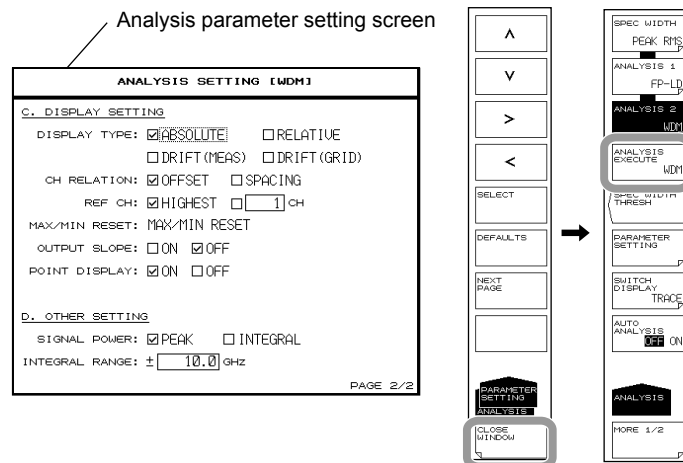 Analysis parameter setting screen
ANALYSIS SETTING [WDM]
C. DISPLAY SETTING
DISPLAY TYPE: ☑ABSOLUTE ☐RELATIVE
☐DRIFT(MEAS) ☐DRIFT(GRID)
CH RELATION: ☑OFFSET ☐SPACING
REF CH: ☑HIGHEST ☐ 1 CH
MAX/MIN RESET: MAX/MIN RESET
OUTPUT SLOPE: ☐ON ☑OFF
POINT DISPLAY: ☑ON ☐OFF
D. OTHER SETTING
SIGNAL POWER: ☑PEAK ☐INTEGRAL
INTEGRAL RANGE: ± 10.0 GHz
PAGE 2/2
∧
∨
>
<
SELECT
DEFAULTS
NEXT
PAGE
PARAMETER
SETTING
ANALYSIS
CLOSE
WINDOW
SPEC WIDTH
PEAK RMS
ANALYSIS 1
FP-LD
ANALYSIS 2
WDM
ANALYSIS
EXECUTE
WDM
SPEC WIDTH
THRESH
PARAMETER
SETTING
SWITCH
DISPLAY
TRACE
AUTO
ANALYSIS
OFF ON
ANALYSIS
MORE 1/2